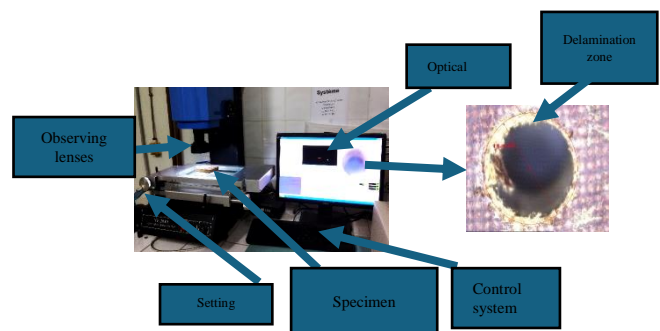 Delamination
zone
Optical
Observing
lenses
Setting
Specimen
Control
system